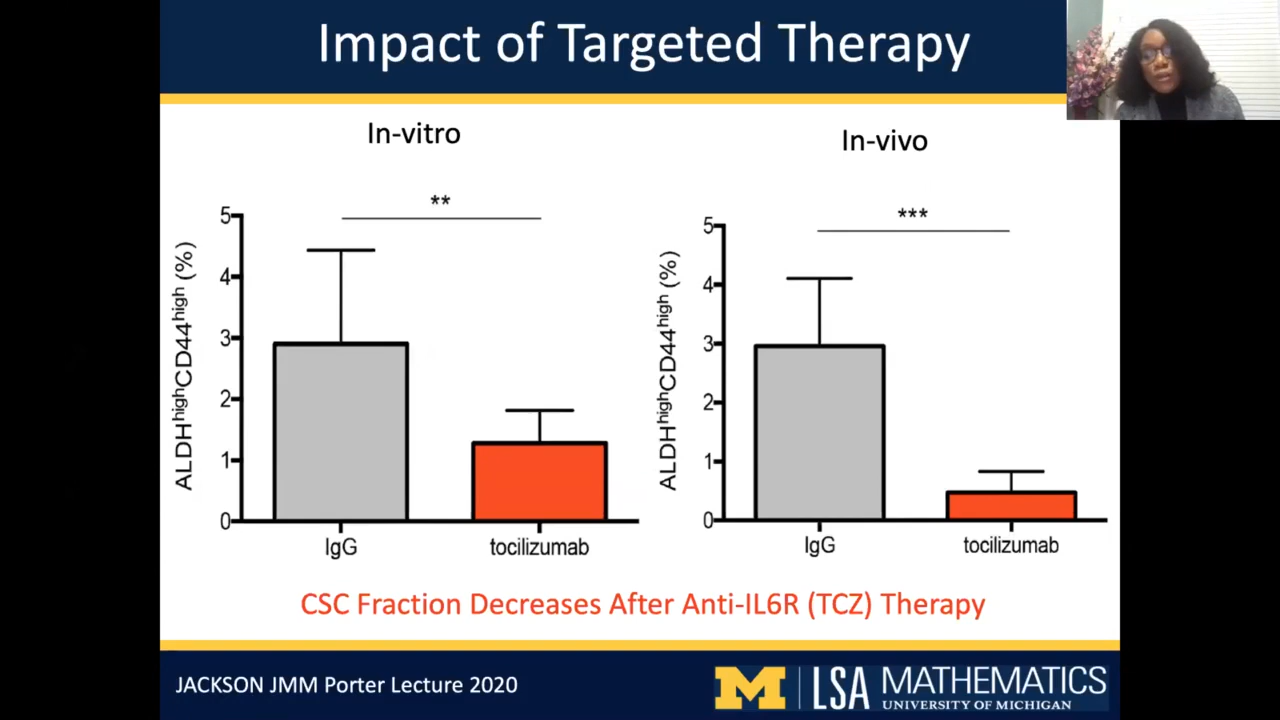 Impact of Targeted Therapy
In-vitro
**
5
4
3
2
1
0
ALDHhighCD44high (%)
IgG
tocilizumab
In-vivo
***
5
4
3
2
1
0
ALDHhighCD44high (%)
IgG
tocilizumab
CSC Fraction Decreases After Anti-IL6R (TCZ) Therapy
JACKSON JMM Porter Lecture 2020
M LSA MATHEMATICS
UNIVERSITY OF MICHIGAN